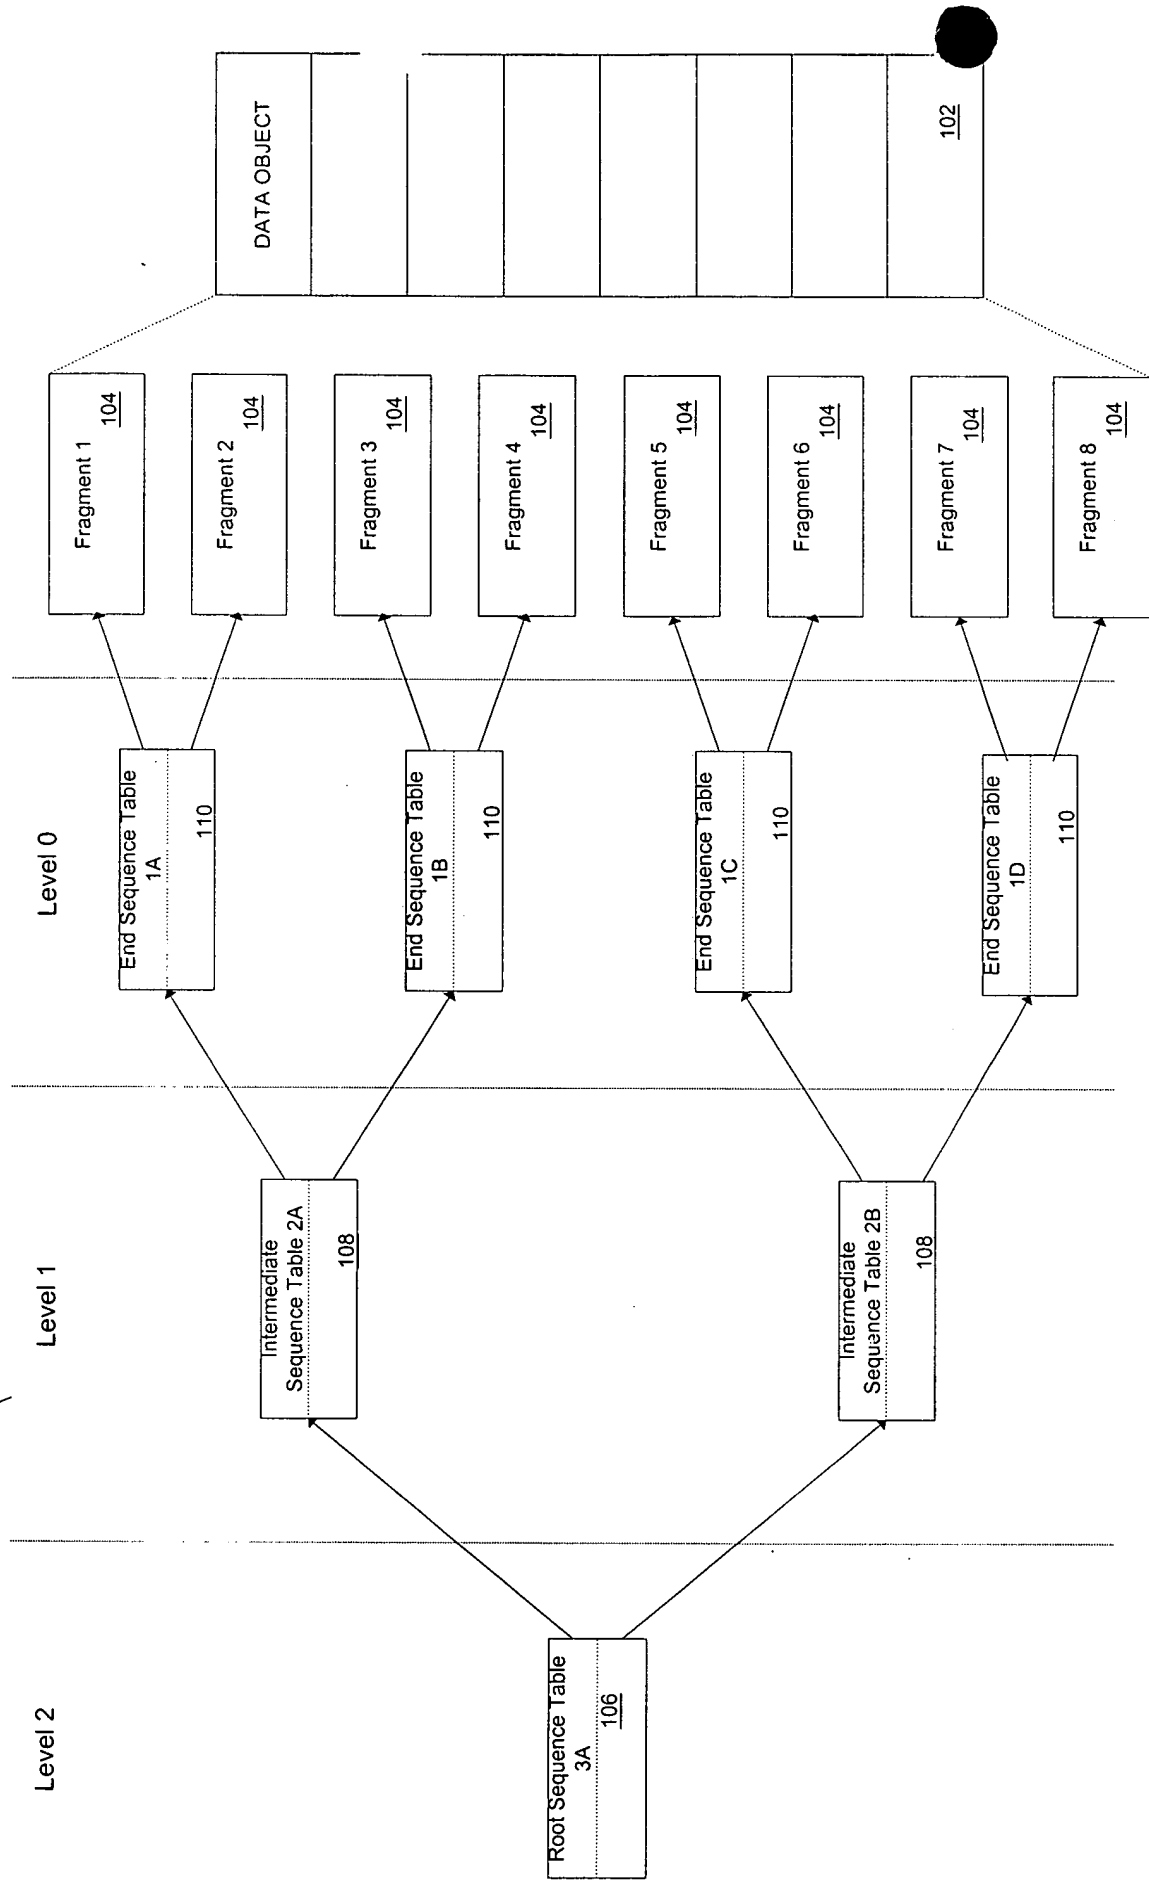 Level 2
Level 1
Level 0
Root Sequence Table
3A
106
Intermediate
Sequence Table 2A
108
Intermediate
Sequence Table 2B
108
End Sequence Table
1A
110
End Sequence Table
1B
110
End Sequence Table
1C
110
End Sequence Table
1D
110
Fragment 1
104
Fragment 2
104
Fragment 3
104
Fragment 4
104
Fragment 5
104
Fragment 6
104
Fragment 7
104
Fragment 8
104
DATA OBJECT
102